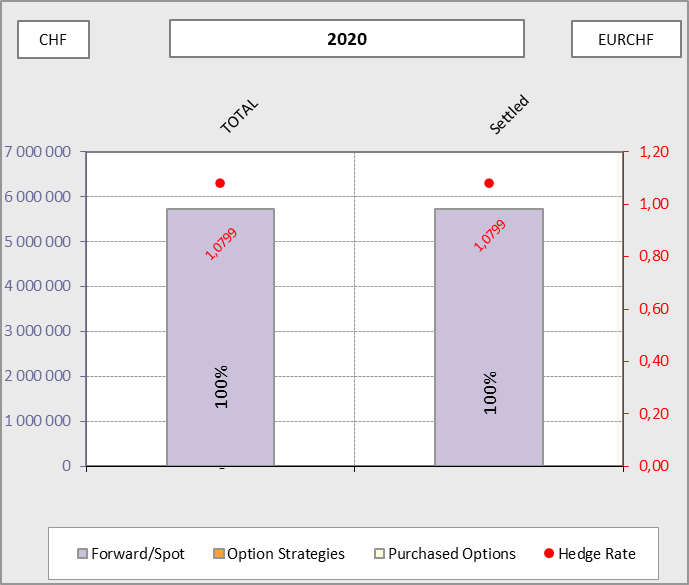 CHF
2020
EURCHF
TOTAL
Settled
7 000 000
6 000 000
5 000 000
4 000 000
3 000 000
2 000 000
1 000 000
0
1,0799
1,0799
100%
100%
-
1,20
1,00
0,80
0,60
0,40
0,20
0,00
Forward/Spot Option Strategies Purchased Options Hedge Rate